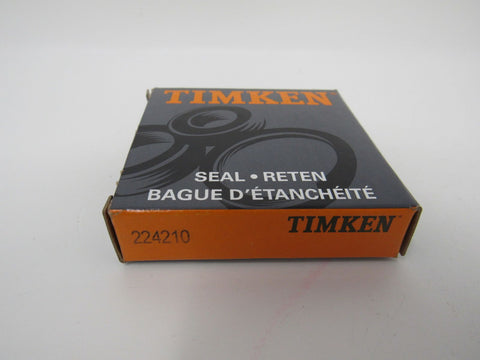 TIMKEN
SEAL • RETEN
BAGUE D'ÉTANCHÉITÉ
224210
TIMKEN